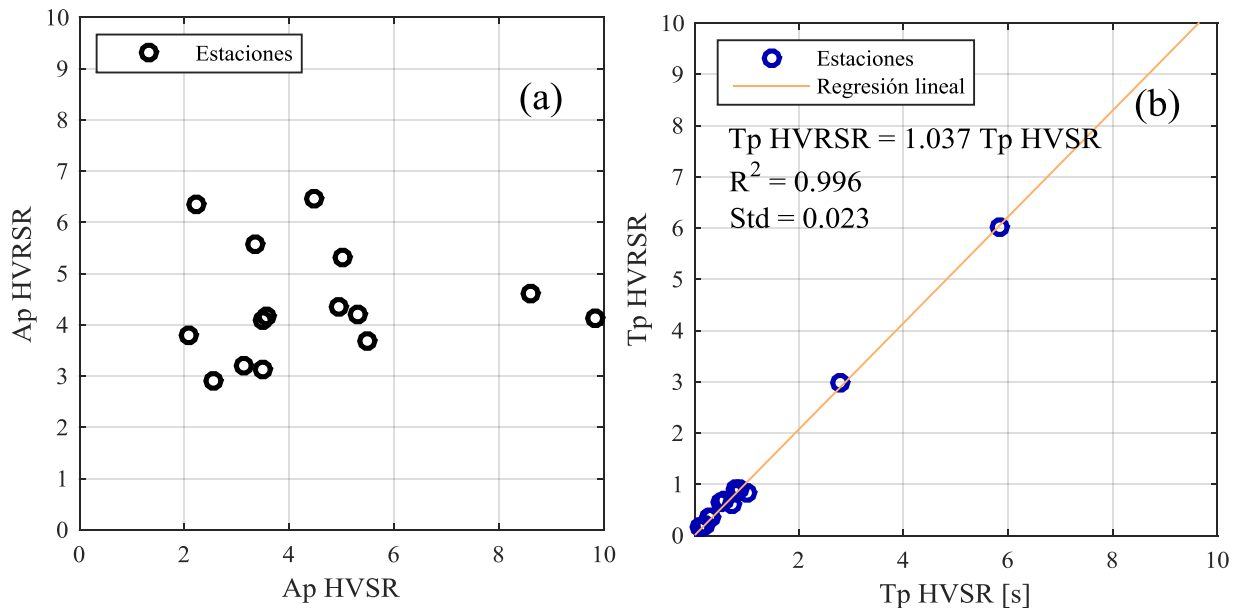 10
9
8
7
6
5
4
3
2
1
0
0 2 4 6 8 10
Ap HVRSR
Ap HVSR
Estaciones
(a)
10
9
8
7
6
5
4
3
2
1
0
2 4 6 8 10
Tp HVRSR
Tp HVSR [s]
Estaciones
Regresión lineal
(b)
Tp HVRSR = 1.037 Tp HVSR
R² = 0.996
Std = 0.023